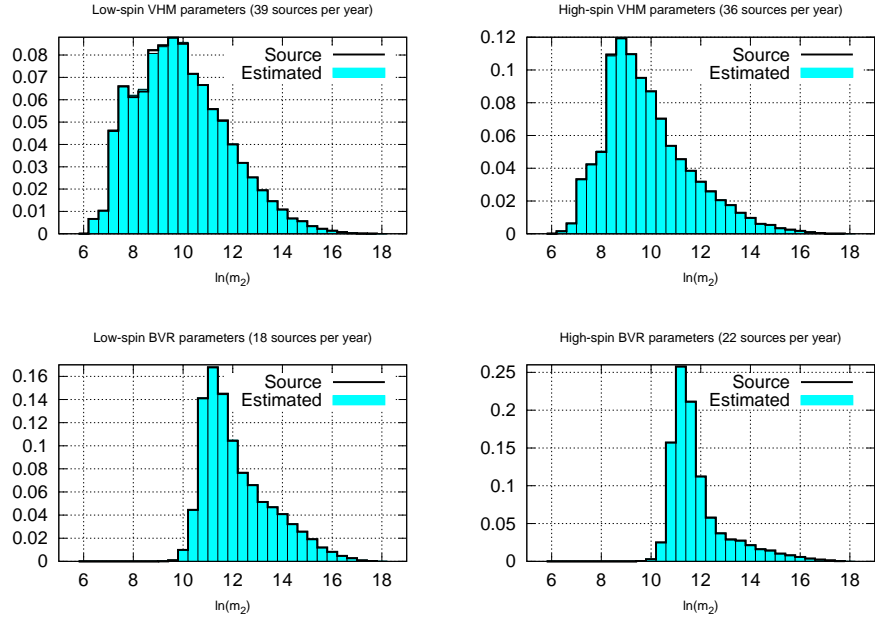 Low-spin VHM parameters (39 sources per year)
0.08
0.07
0.06
0.05
0.04
0.03
0.02
0.01
0
Source
Estimated
6 8 10 12 14 16 18
ln(m2)
High-spin VHM parameters (36 sources per year)
0.12
0.1
0.08
0.06
0.04
0.02
0
Source
Estimated
6 8 10 12 14 16 18
ln(m2)
Low-spin BVR parameters (18 sources per year)
0.16
0.14
0.12
0.1
0.08
0.06
0.04
0.02
0
Source
Estimated
6 8 10 12 14 16 18
ln(m2)
High-spin BVR parameters (22 sources per year)
0.25
0.2
0.15
0.1
0.05
0
Source
Estimated
6 8 10 12 14 16 18
ln(m2)